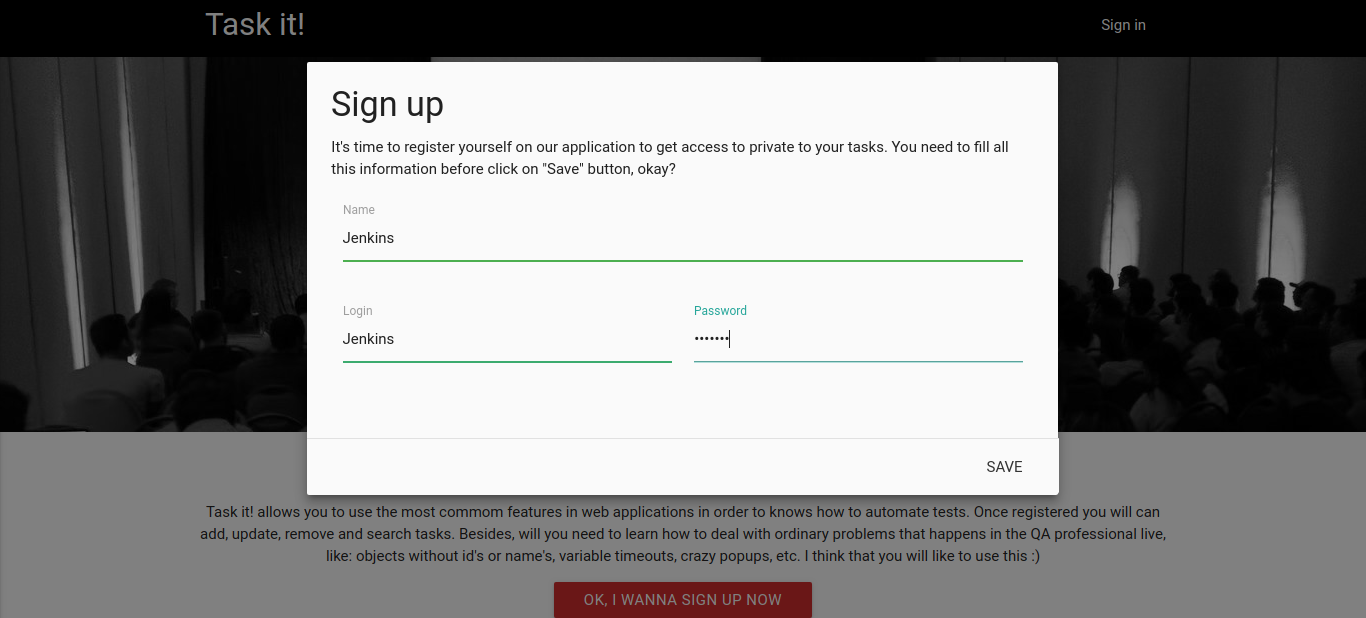 Task it!
Sign in
Sign up
It's time to register yourself on our application to get access to private to your tasks. You need to fill all
this information before click on "Save" button, okay?
Name
Jenkins
Login
Password
Jenkins
•••••••
SAVE
Task it! allows you to use the most commom features in web applications in order to knows how to automate tests. Once registered you will can
add, update, remove and search tasks. Besides, will you need to learn how to deal with ordinary problems that happens in the QA professional live,
like: objects without id's or name's, variable timeouts, crazy popups, etc. I think that you will like to use this :)
OK, I WANNA SIGN UP NOW